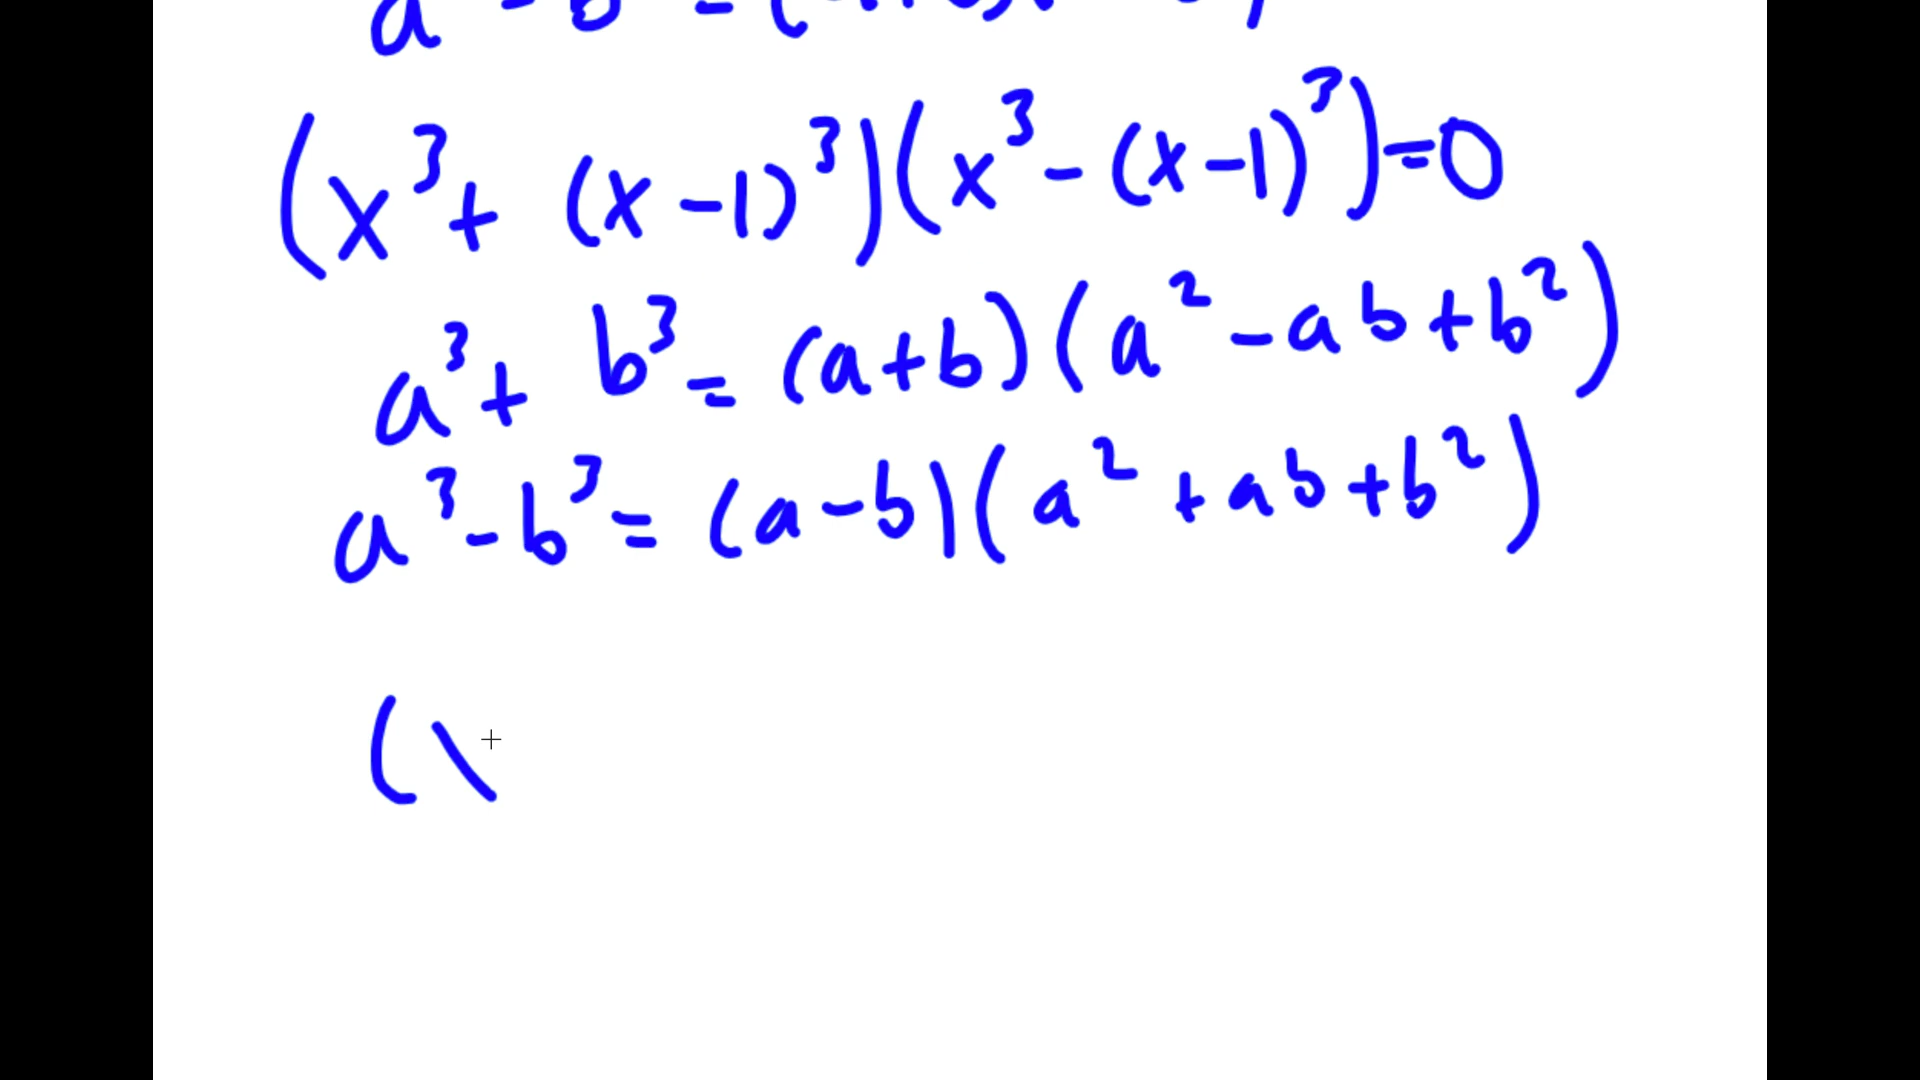 (x³ + (x-1)³)(x³ - (x-1)³) = 0
a³ + b³ = (a+b)(a² - ab + b²)
a³ - b³ = (a-b)(a² + ab + b²)
(